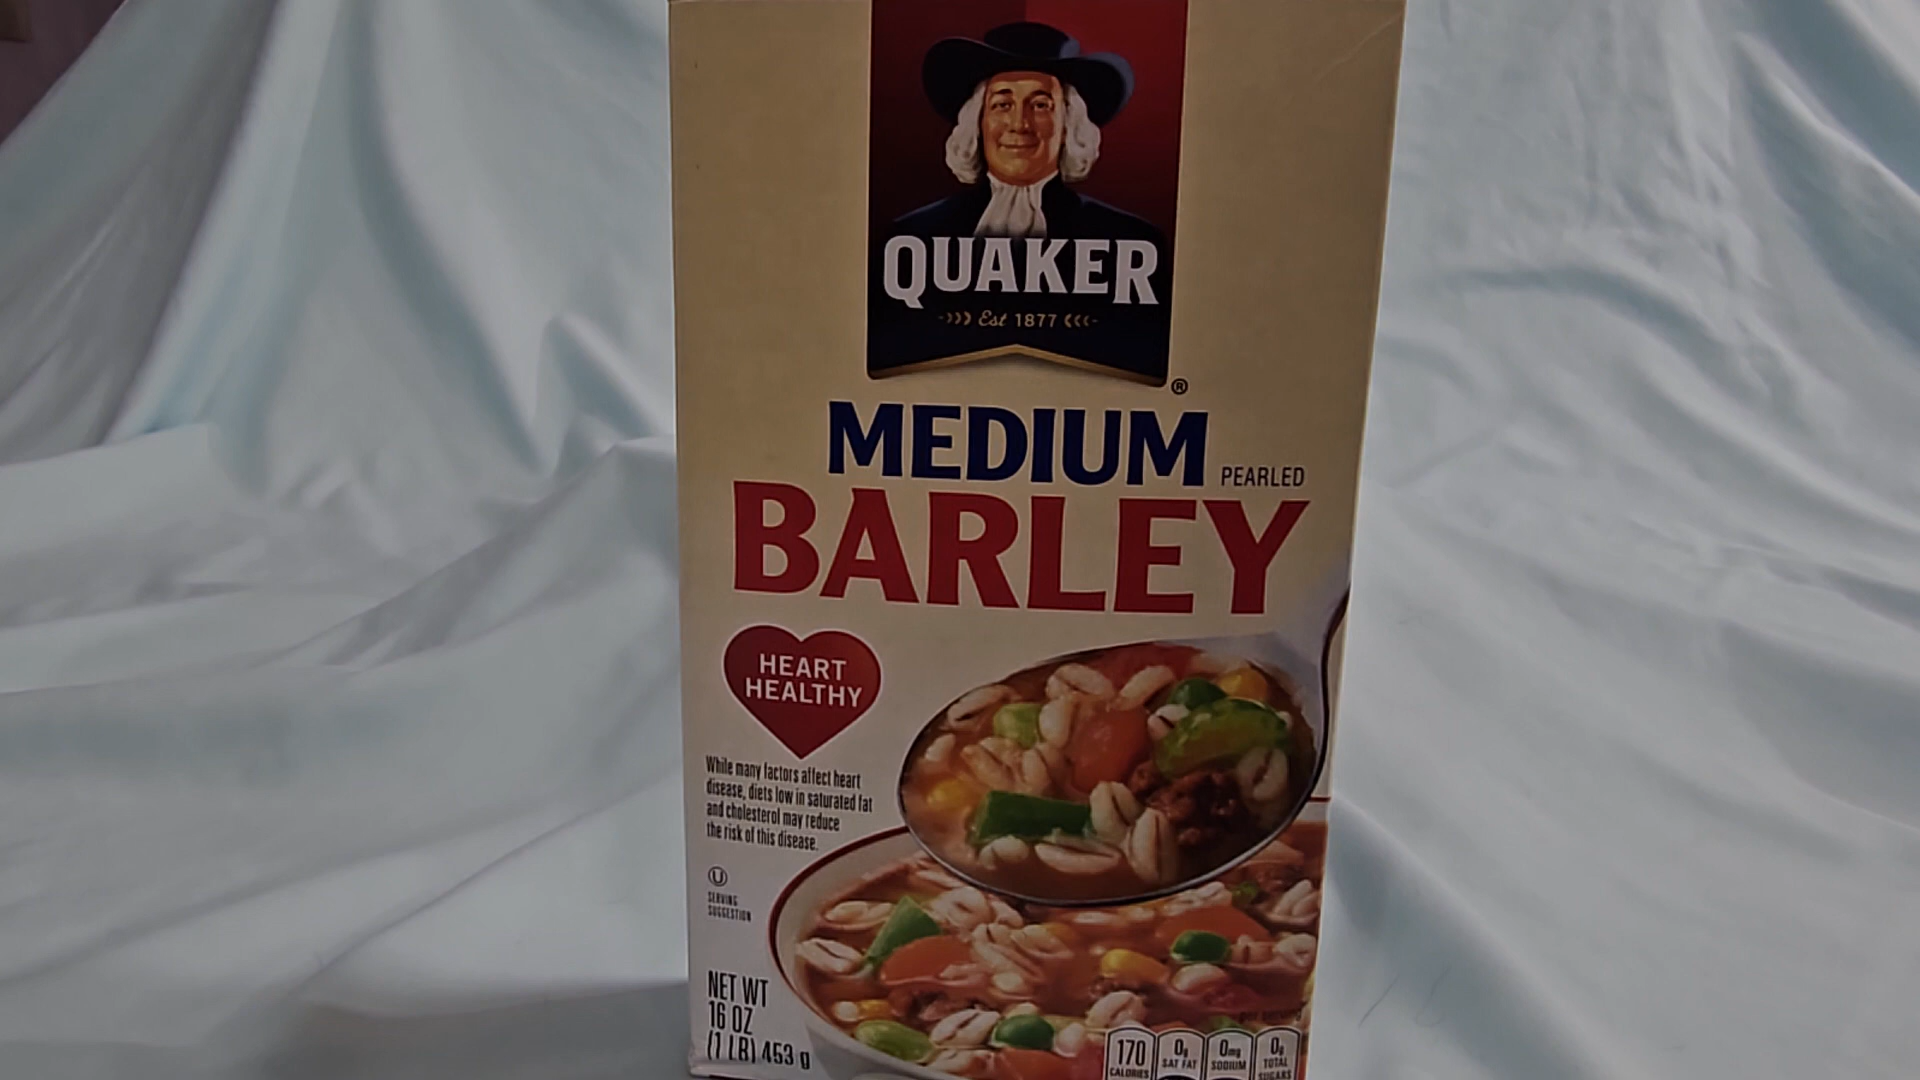 QUAKER
Est 1877
®
MEDIUM
PEARLED
BARLEY
HEART
HEALTHY
While many factors affect heart
disease, diets low in saturated fat
and cholesterol may reduce
the risk of this disease.
U
SERVING
SUGGESTION
NET WT
16 OZ
(1 LB) 453 g
per serving
170 CALORIES
0g SAT FAT
0mg SODIUM
0g TOTAL SUGARS